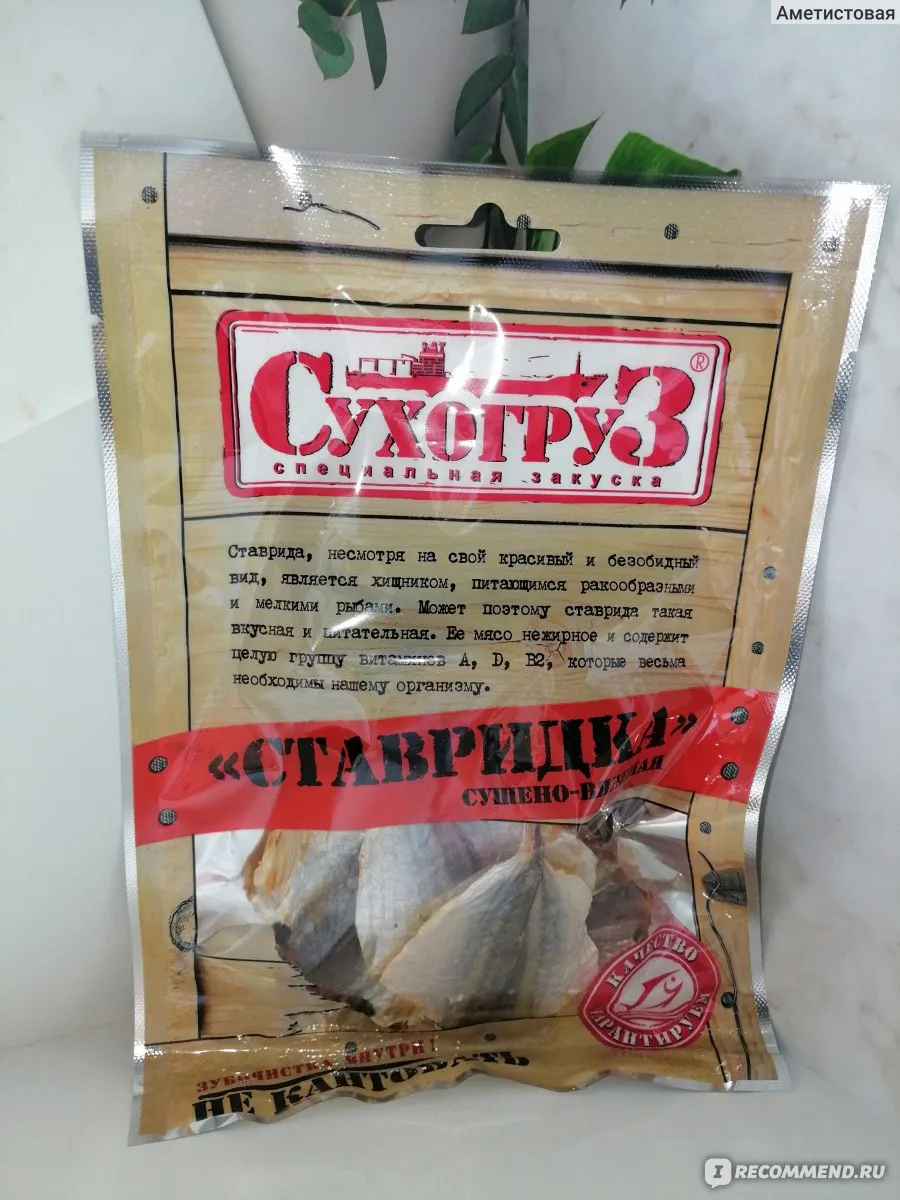 Аметистовая
СУХОГРУЗ ®
специальная закуска
Ставрида, несмотря на свой красивый и безобидный
вид, является хищником, питающимся ракообразными
и мелкими рыбами. Может поэтому ставрида такая
вкусная и питательная. Ее мясо нежирное и содержит
целую группу витаминов A, D, B2, которые весьма
необходимы нашему организму.
«СТАВРИДКА»
СУШЕНО-ВЯЛЕНАЯ
КАЧЕСТВО
ГАРАНТИРУЕМ
ЗУБОЧИСТКА ВНУТРИ!
НЕ КАНТОВАТЬ
IRECOMMEND.RU